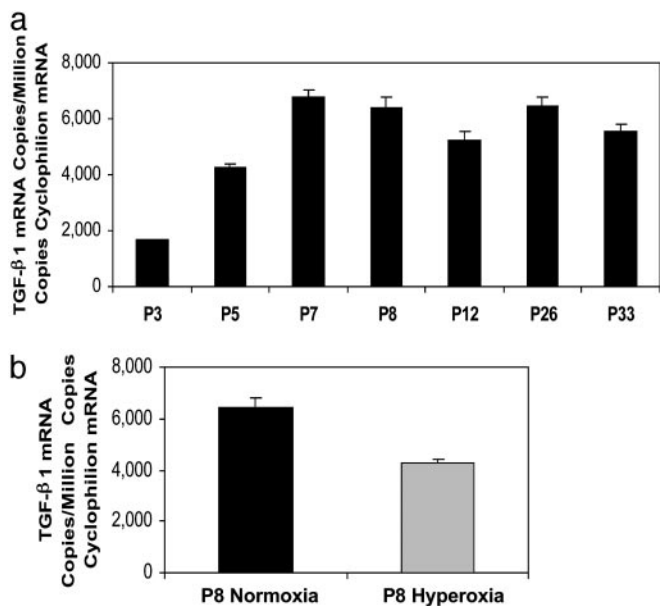 a
TGF-β1 mRNA Copies/Million
Copies Cyclophilion mRNA
8,000
6,000
4,000
2,000
0
P3 P5 P7 P8 P12 P26 P33
b
TGF-β1 mRNA
Copies/Million Copies
Cyclophilion mRNA
8,000
6,000
4,000
2,000
0
P8 Normoxia P8 Hyperoxia